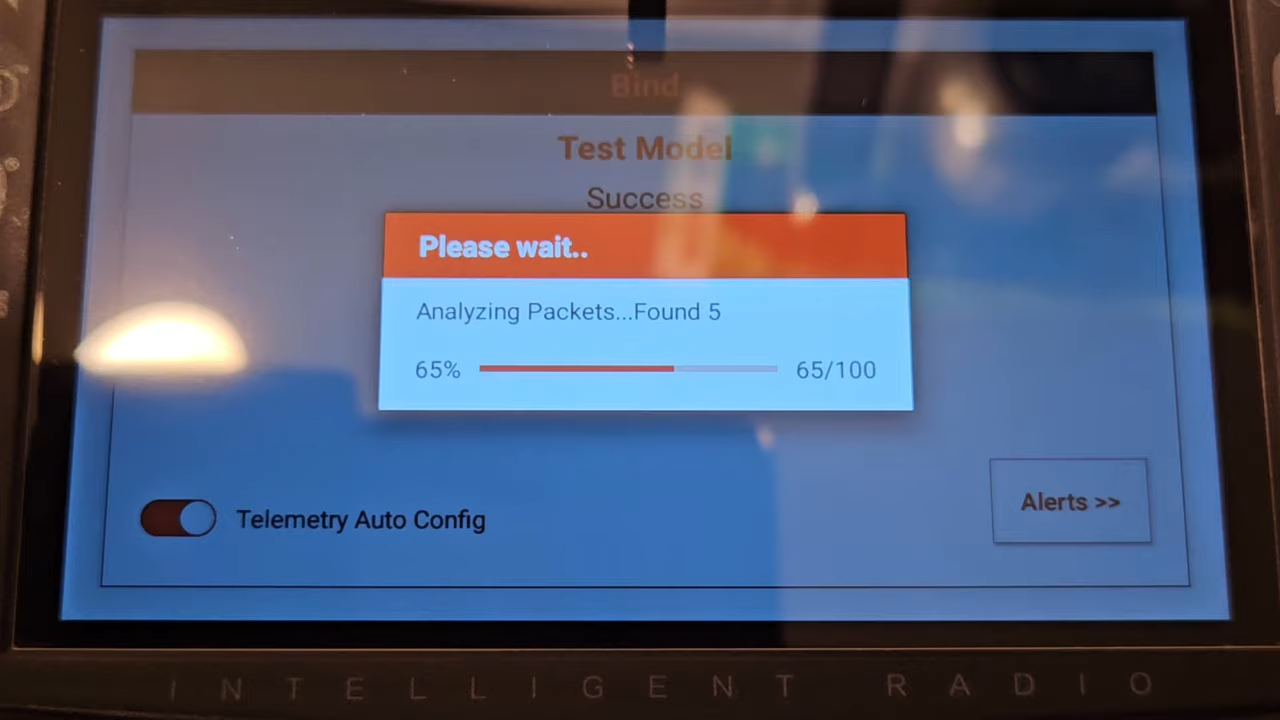 Bind
Test Model
Success
Please wait..
Analyzing Packets...Found 5
65% 65/100
Telemetry Auto Config
Alerts >>
INTELLIGENT RADIO